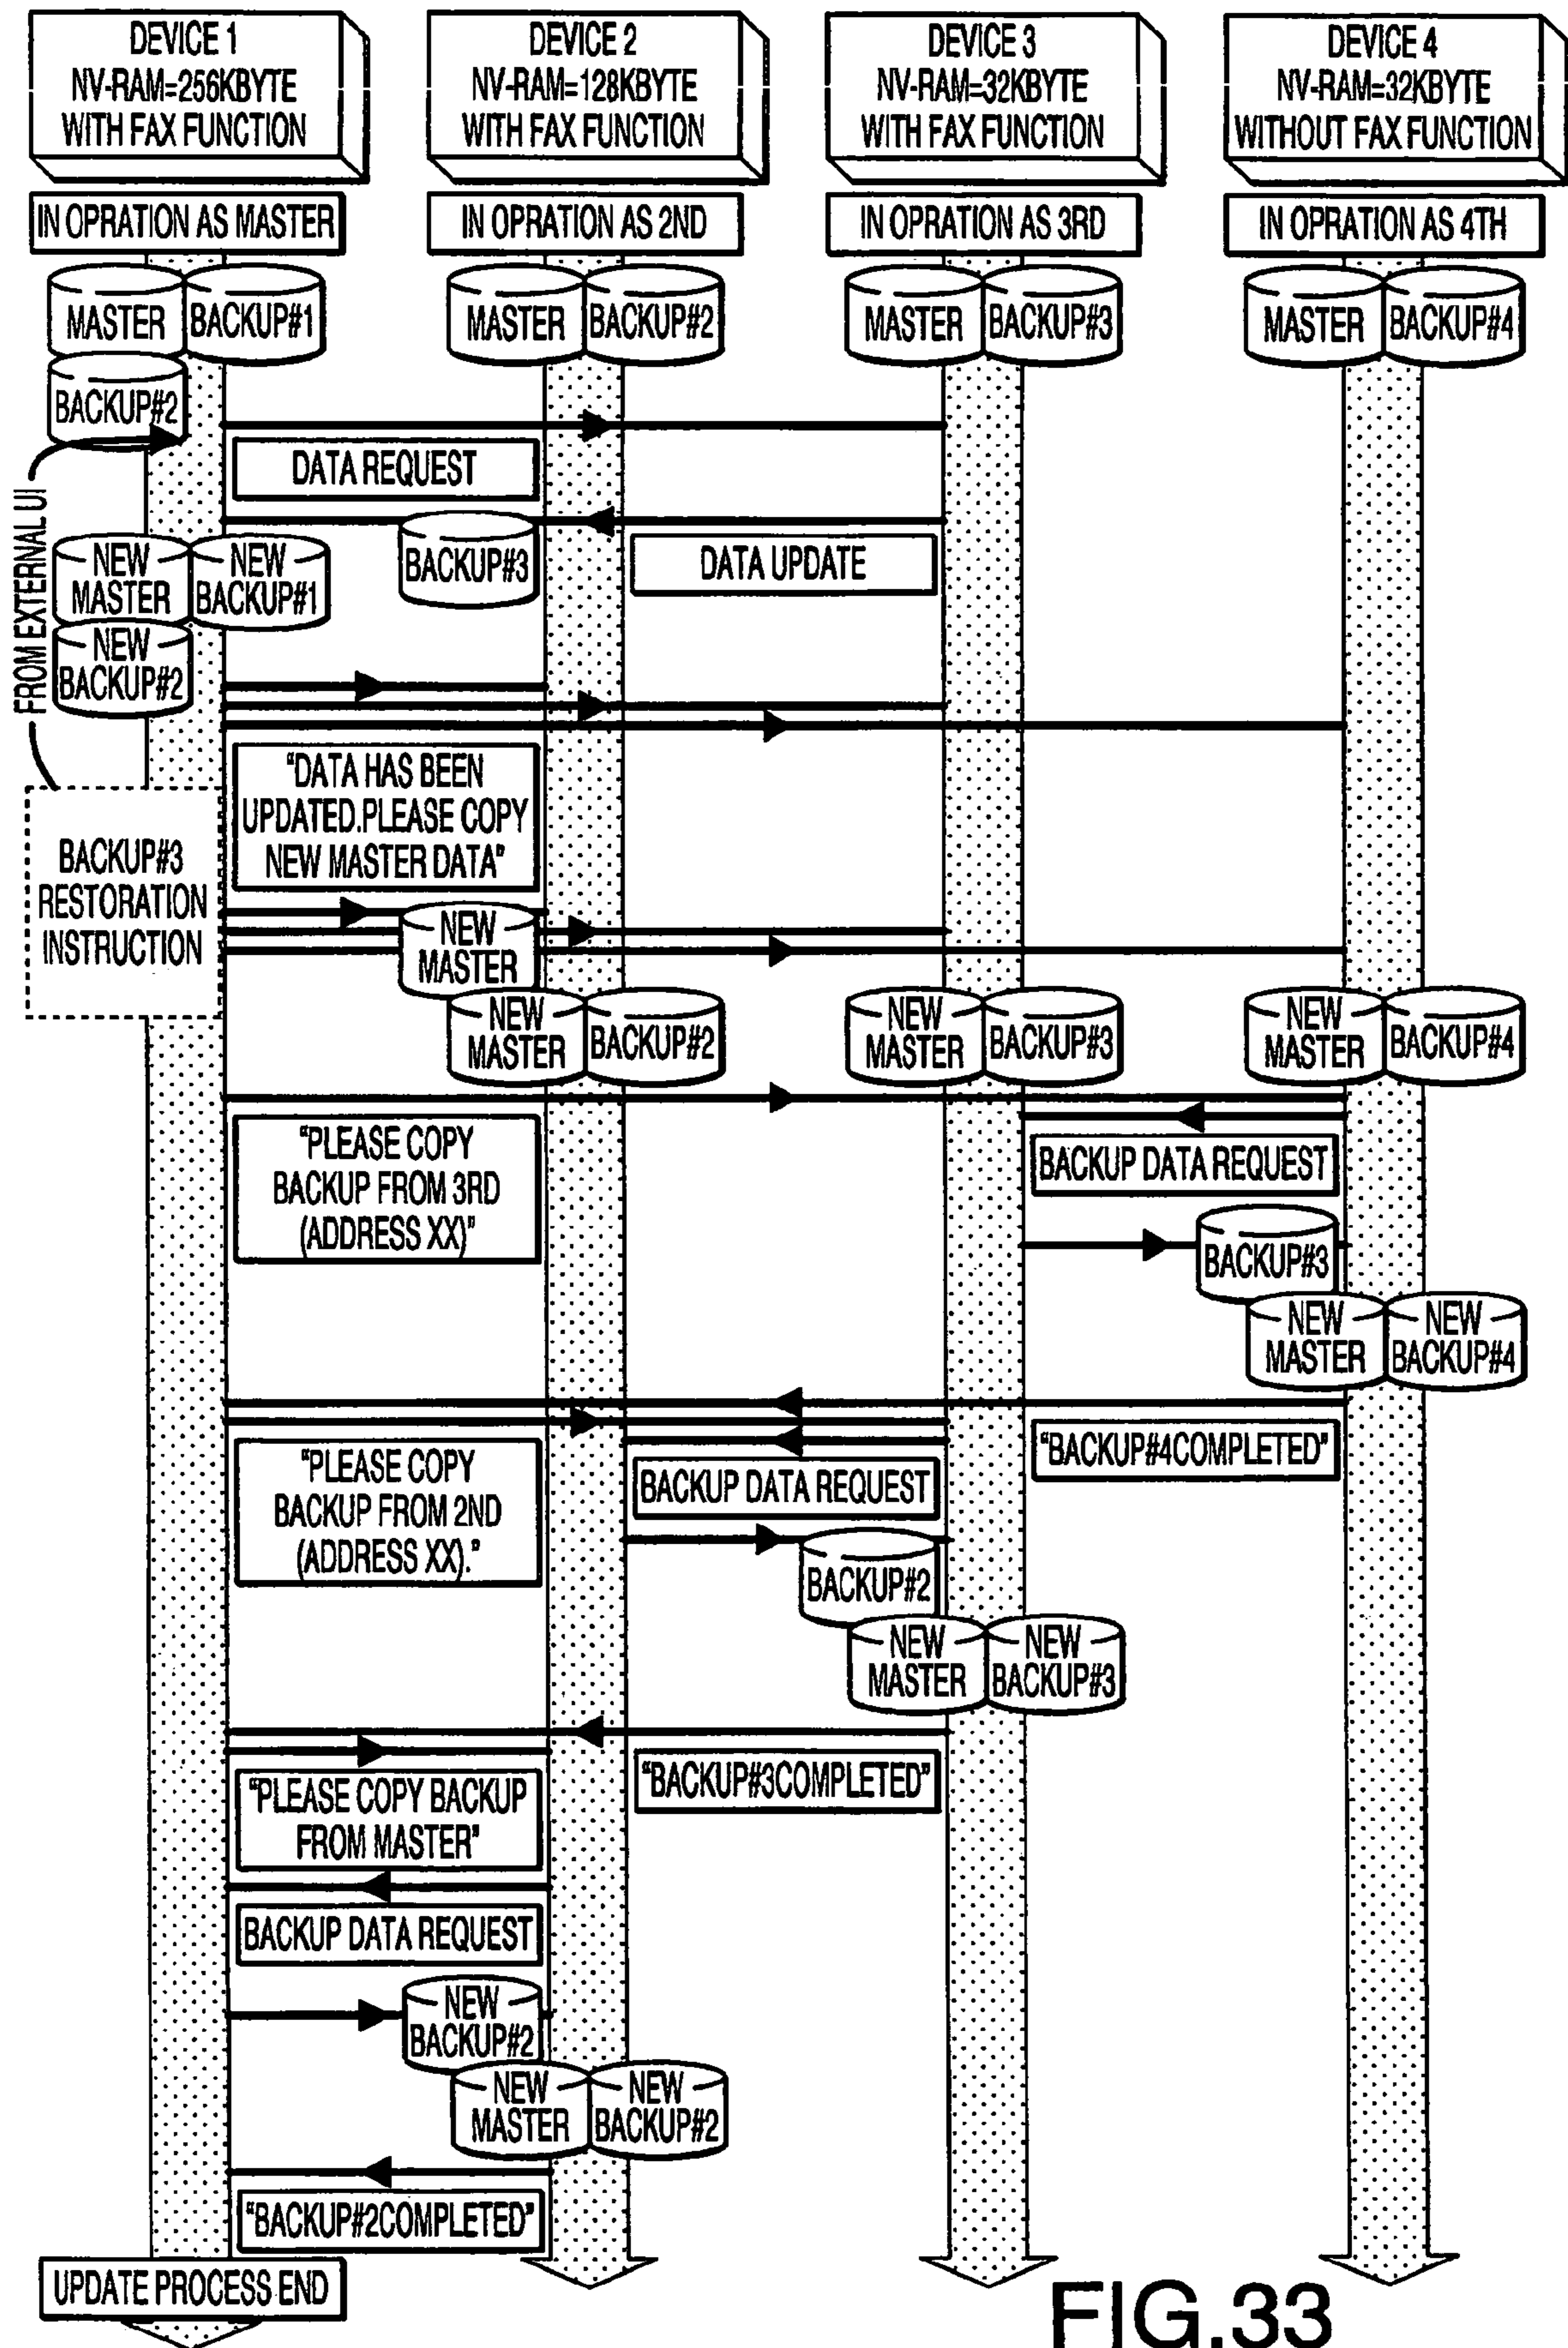 DEVICE 1
NV-RAM=256KBYTE
WITH FAX FUNCTION
DEVICE 2
NV-RAM=128KBYTE
WITH FAX FUNCTION
DEVICE 3
NV-RAM=32KBYTE
WITH FAX FUNCTION
DEVICE 4
NV-RAM=32KBYTE
WITHOUT FAX FUNCTION
IN OPRATION AS MASTER
IN OPRATION AS 2ND
IN OPRATION AS 3RD
IN OPRATION AS 4TH
MASTER
BACKUP#1
MASTER
BACKUP#2
MASTER
BACKUP#3
MASTER
BACKUP#4
BACKUP#2
FROM EXTERNAL UI
DATA REQUEST
BACKUP#3
DATA UPDATE
NEW
MASTER
NEW
BACKUP#1
NEW
BACKUP#2
"DATA HAS BEEN
UPDATED.PLEASE COPY
NEW MASTER DATA"
BACKUP#3
RESTORATION
INSTRUCTION
NEW
MASTER
NEW
MASTER
BACKUP#2
NEW
MASTER
BACKUP#3
NEW
MASTER
BACKUP#4
"PLEASE COPY
BACKUP FROM 3RD
(ADDRESS XX)"
BACKUP DATA REQUEST
BACKUP#3
NEW
MASTER
NEW
BACKUP#4
"BACKUP#4COMPLETED"
"PLEASE COPY
BACKUP FROM 2ND
(ADDRESS XX)."
BACKUP DATA REQUEST
BACKUP#2
NEW
MASTER
NEW
BACKUP#3
"BACKUP#3COMPLETED"
"PLEASE COPY BACKUP
FROM MASTER"
BACKUP DATA REQUEST
NEW
BACKUP#2
NEW
MASTER
NEW
BACKUP#2
"BACKUP#2COMPLETED"
UPDATE PROCESS END
FIG.33